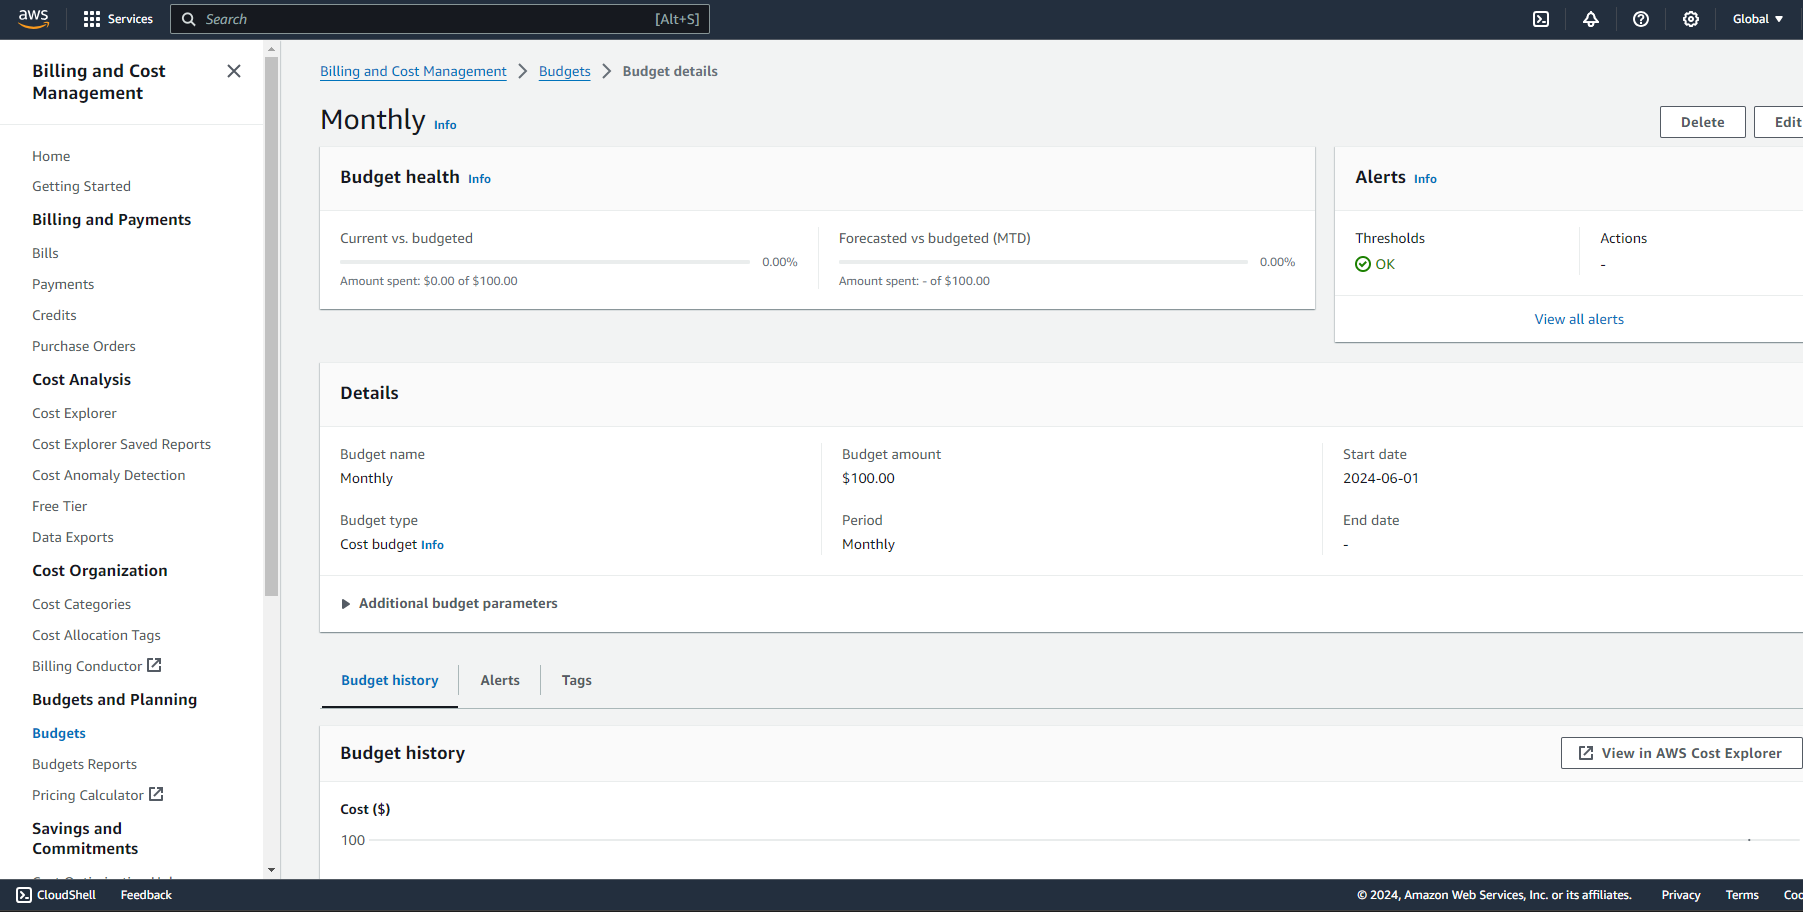 aws
Services
Search [Alt+S]
Global
Billing and Cost
Management
Home
Getting Started
Billing and Payments
Bills
Payments
Credits
Purchase Orders
Cost Analysis
Cost Explorer
Cost Explorer Saved Reports
Cost Anomaly Detection
Free Tier
Data Exports
Cost Organization
Cost Categories
Cost Allocation Tags
Billing Conductor
Budgets and Planning
Budgets
Budgets Reports
Pricing Calculator
Savings and
Commitments
Billing and Cost Management Budgets Budget details
Monthly Info
Delete
Edit
Budget health Info
Current vs. budgeted
0.00%
Amount spent: $0.00 of $100.00
Forecasted vs budgeted (MTD)
0.00%
Amount spent: - of $100.00
Alerts Info
Thresholds
OK
Actions
-
View all alerts
Details
Budget name
Monthly
Budget type
Cost budget Info
Budget amount
$100.00
Period
Monthly
Start date
2024-06-01
End date
-
Additional budget parameters
Budget history Alerts Tags
Budget history
View in AWS Cost Explorer
Cost ($)
100
CloudShell Feedback
© 2024, Amazon Web Services, Inc. or its affiliates. Privacy Terms